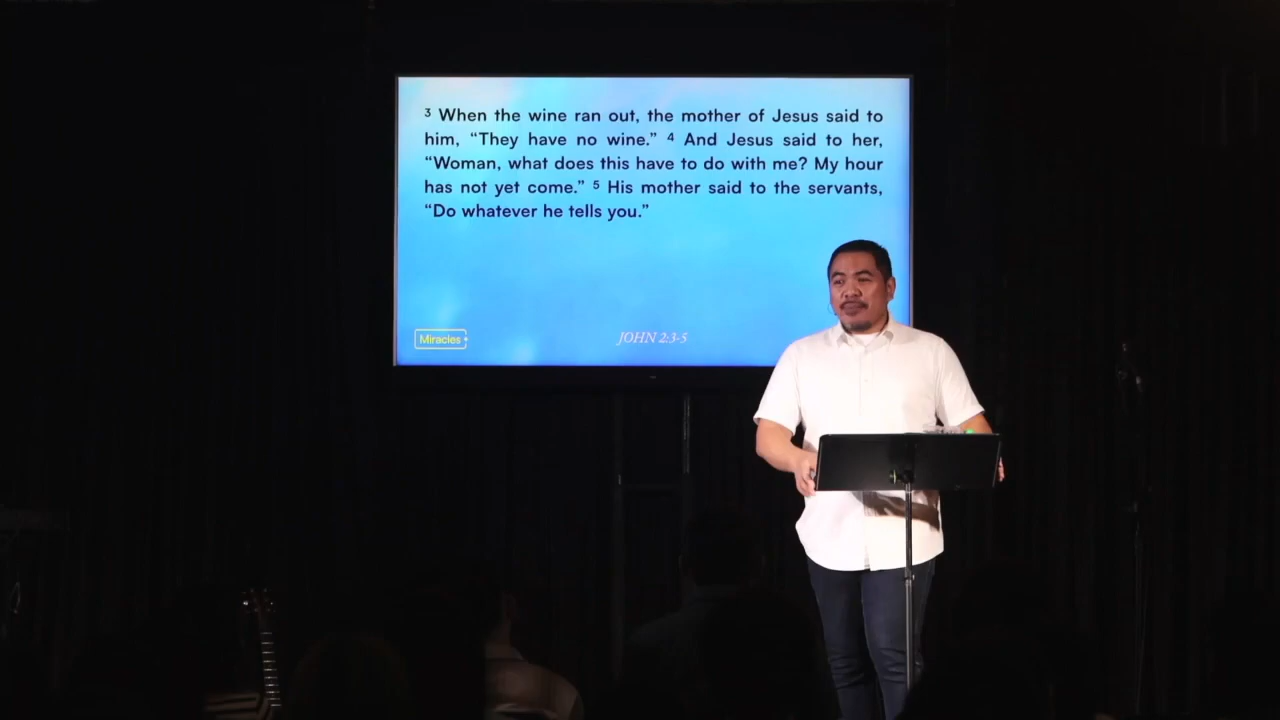 ³ When the wine ran out, the mother of Jesus said to
him, “They have no wine.” ⁴ And Jesus said to her,
“Woman, what does this have to do with me? My hour
has not yet come.” ⁵ His mother said to the servants,
“Do whatever he tells you.”
Miracles
JOHN 2:3-5